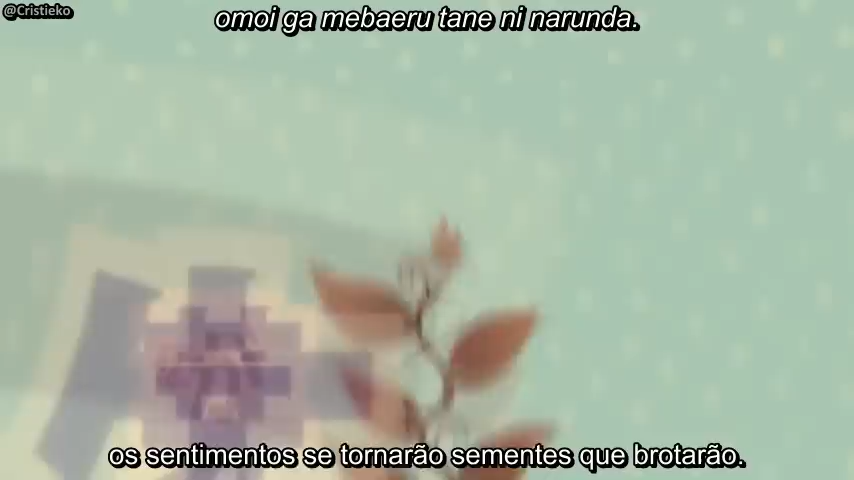 @Cristieko
omoi ga mebaeru tane ni narunda.
os sentimentos se tornarão sementes que brotarão.